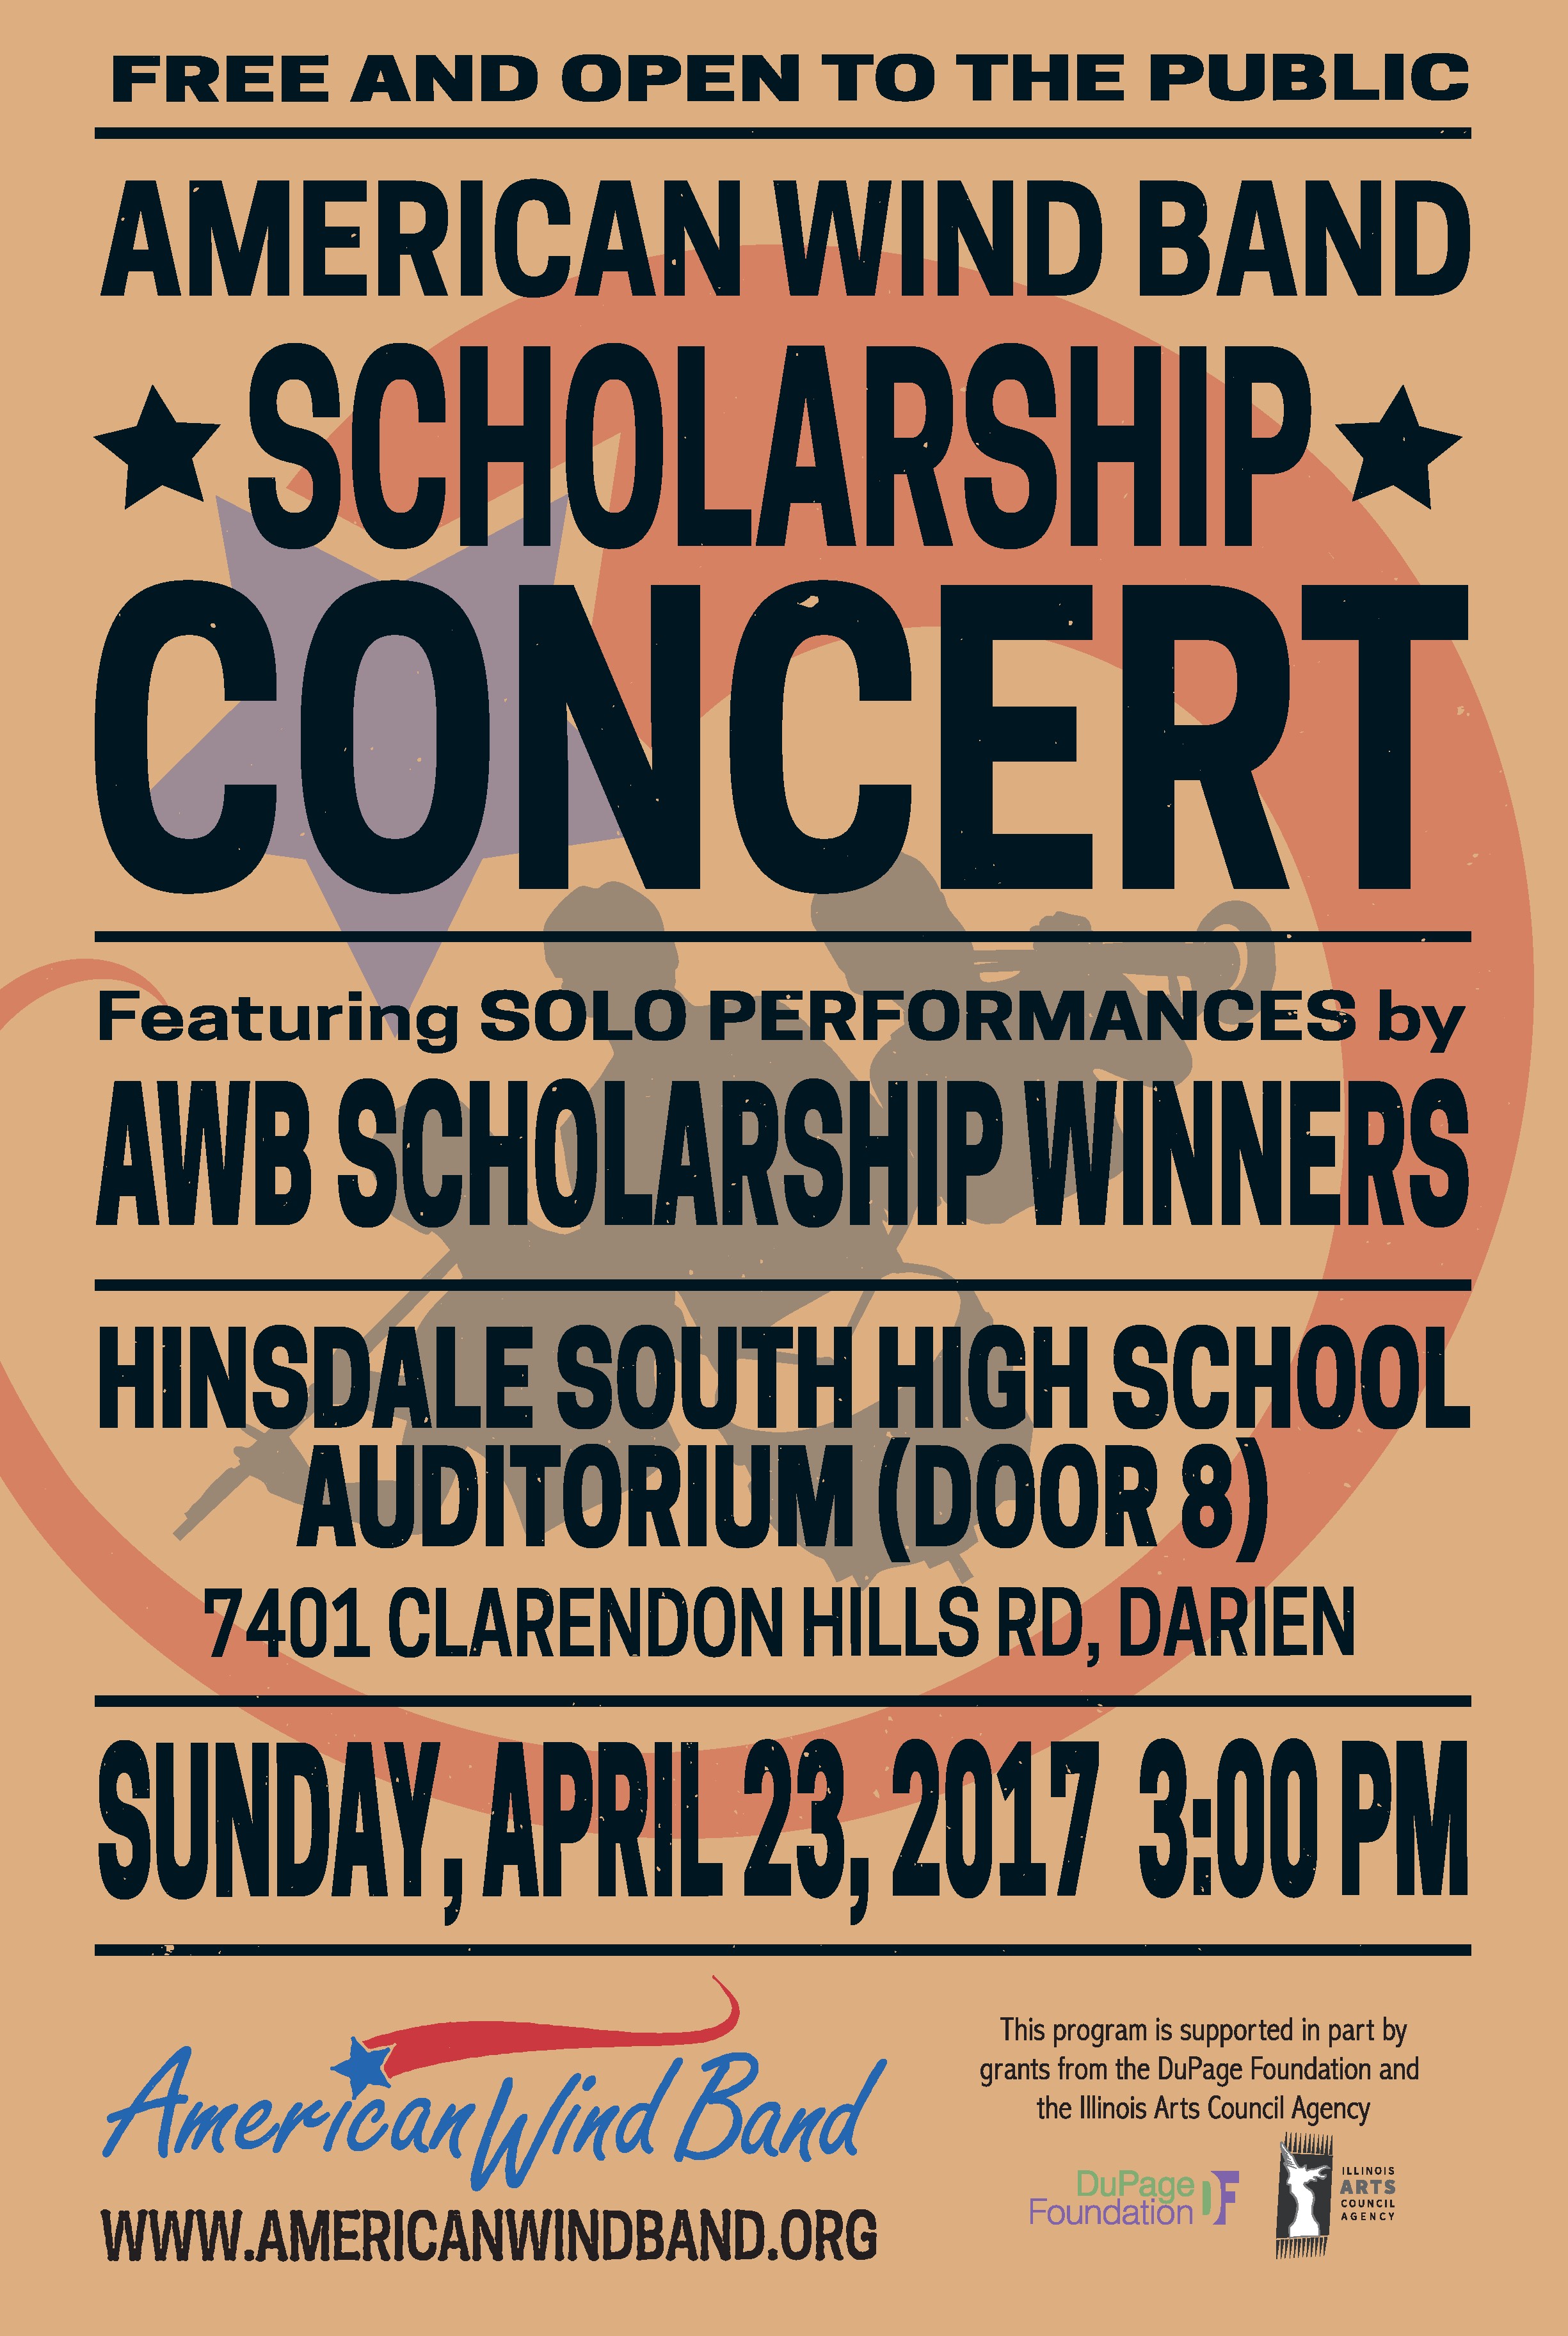 FREE AND OPEN TO THE PUBLIC
AMERICAN WIND BAND
SCHOLARSHIP
CONCERT
Featuring SOLO PERFORMANCES by
AWB SCHOLARSHIP WINNERS
HINSDALE SOUTH HIGH SCHOOL
AUDITORIUM (DOOR 8)
7401 CLARENDON HILLS RD, DARIEN
SUNDAY, APRIL 23, 2017 3:00 PM
American Wind Band
WWW.AMERICANWINDBAND.ORG
This program is supported in part by
grants from the DuPage Foundation and
the Illinois Arts Council Agency
DuPage
Foundation
DF
ILLINOIS
ARTS
COUNCIL
AGENCY